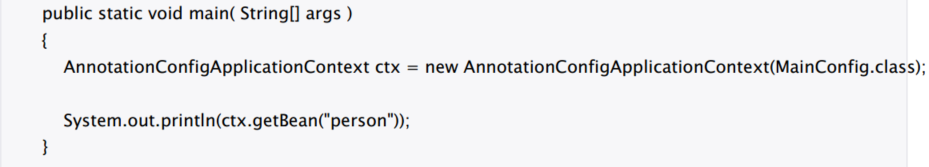 public static void main( String[] args )
{
AnnotationConfigApplicationContext ctx = new AnnotationConfigApplicationContext(MainConfig.class);
System.out.println(ctx.getBean("person"));
}